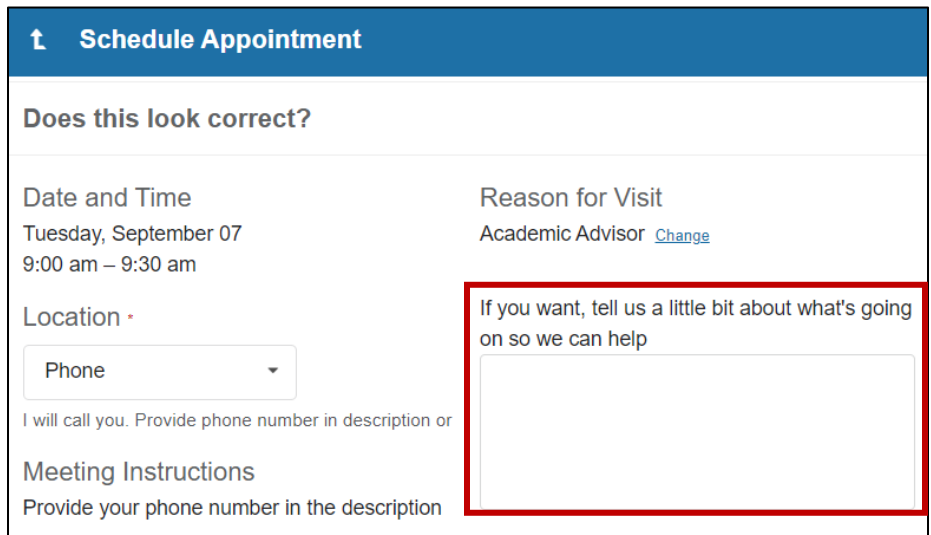 Schedule Appointment
Does this look correct?
Date and Time
Tuesday, September 07
9:00 am – 9:30 am
Location *
Phone
I will call you. Provide phone number in description or
Meeting Instructions
Provide your phone number in the description
Reason for Visit
Academic Advisor Change
If you want, tell us a little bit about what's going
on so we can help